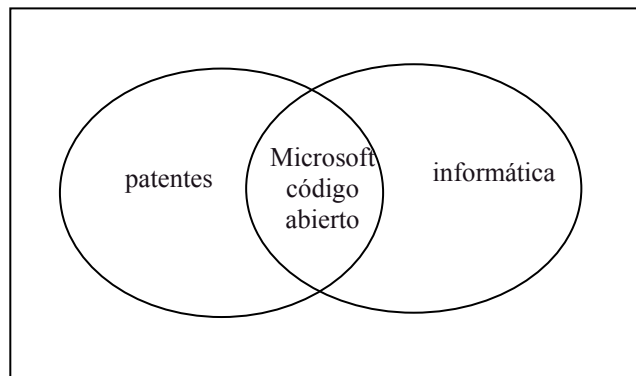 patentes
Microsoft
código
abierto
informática